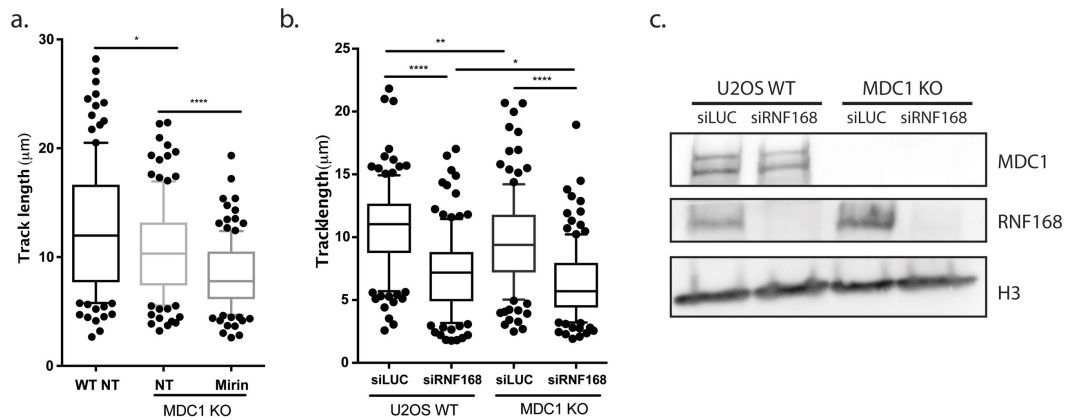 a.
30
20
10
0
Track length (μm)
*
****
WT NT
NT
Mirin
MDC1 KO
b.
25
20
15
10
5
0
Tracklength (μm)
**
****
*
****
siLUC
siRNF168
siLUC
siRNF168
U2OS WT
MDC1 KO
c.
U2OS WT
MDC1 KO
siLUC
siRNF168
siLUC
siRNF168
MDC1
RNF168
H3